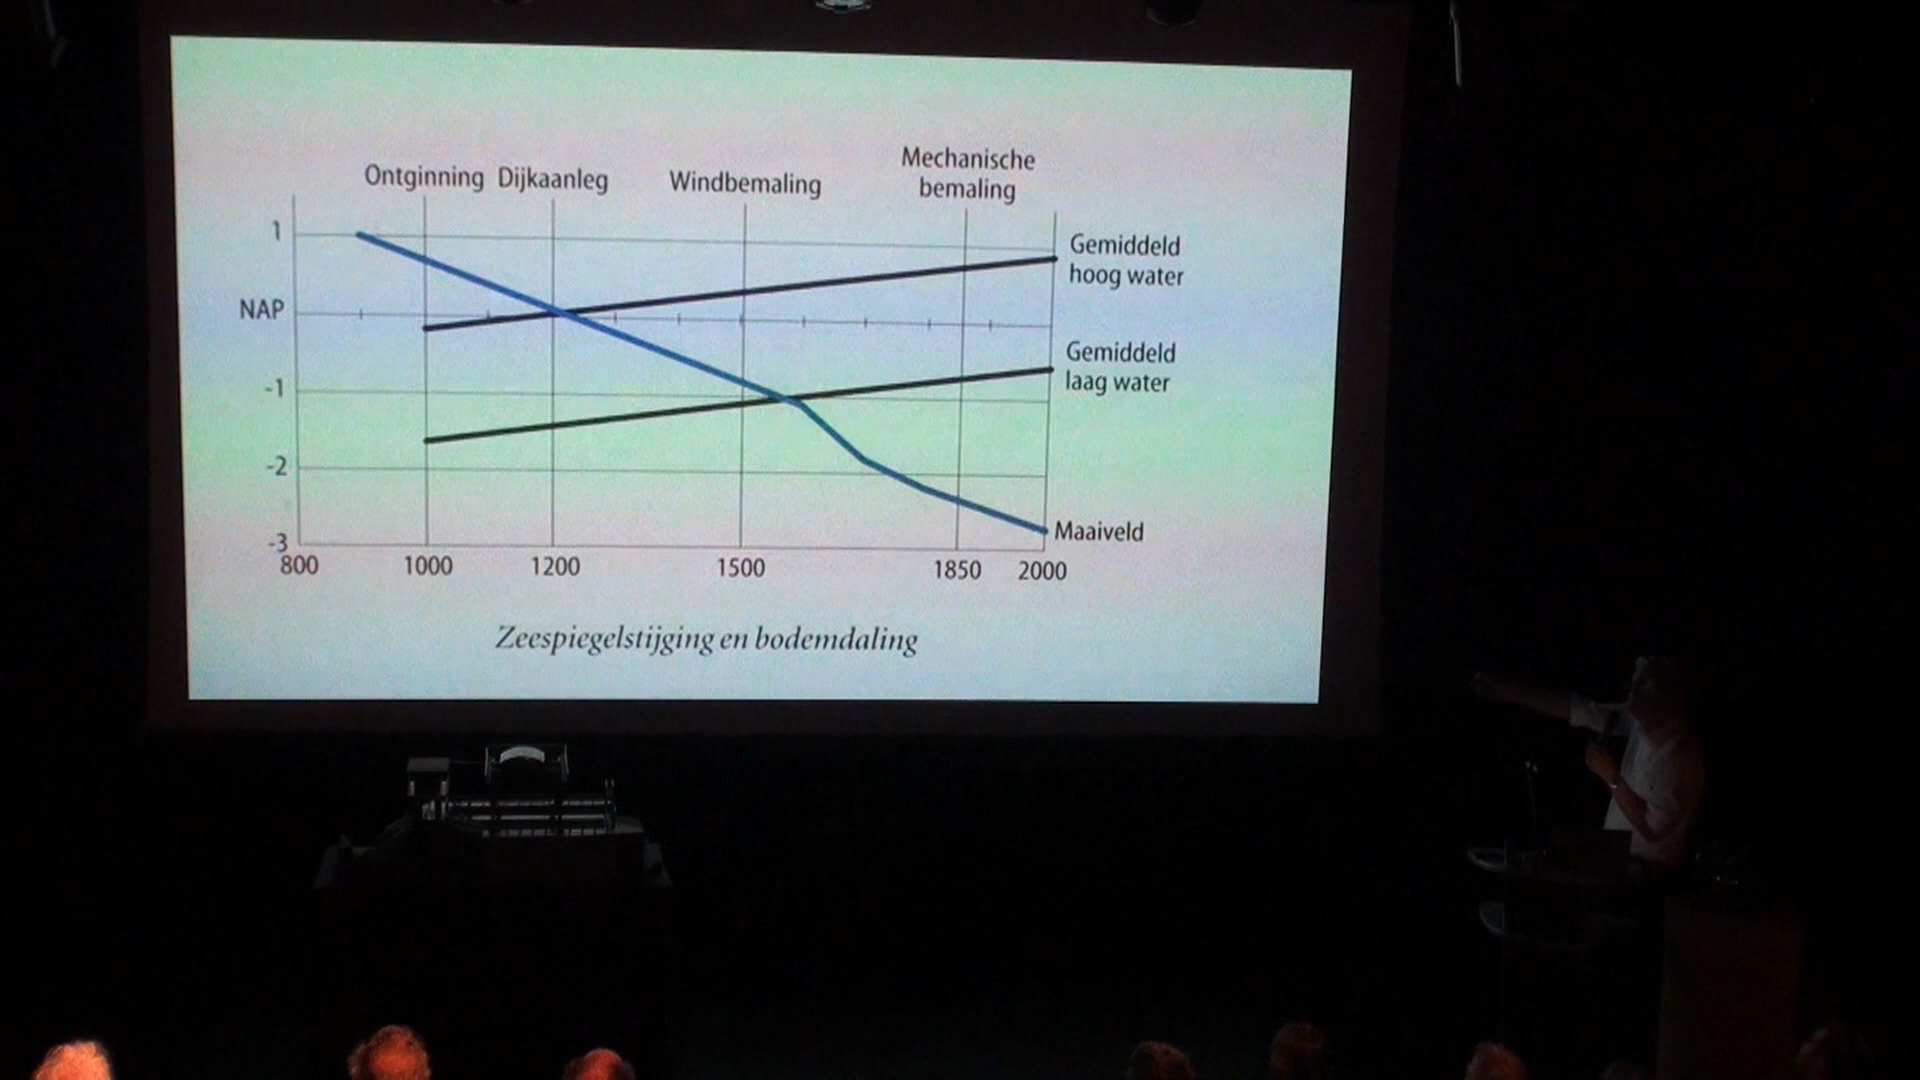 Ontginning Dijkaanleg Windbemaling Mechanische
bemaling
1
Gemiddeld
hoog water
NAP
Gemiddeld
laag water
-1
-2
-3
Maaiveld
800 1000 1200 1500 1850 2000
Zeespiegelstijging en bodemdaling